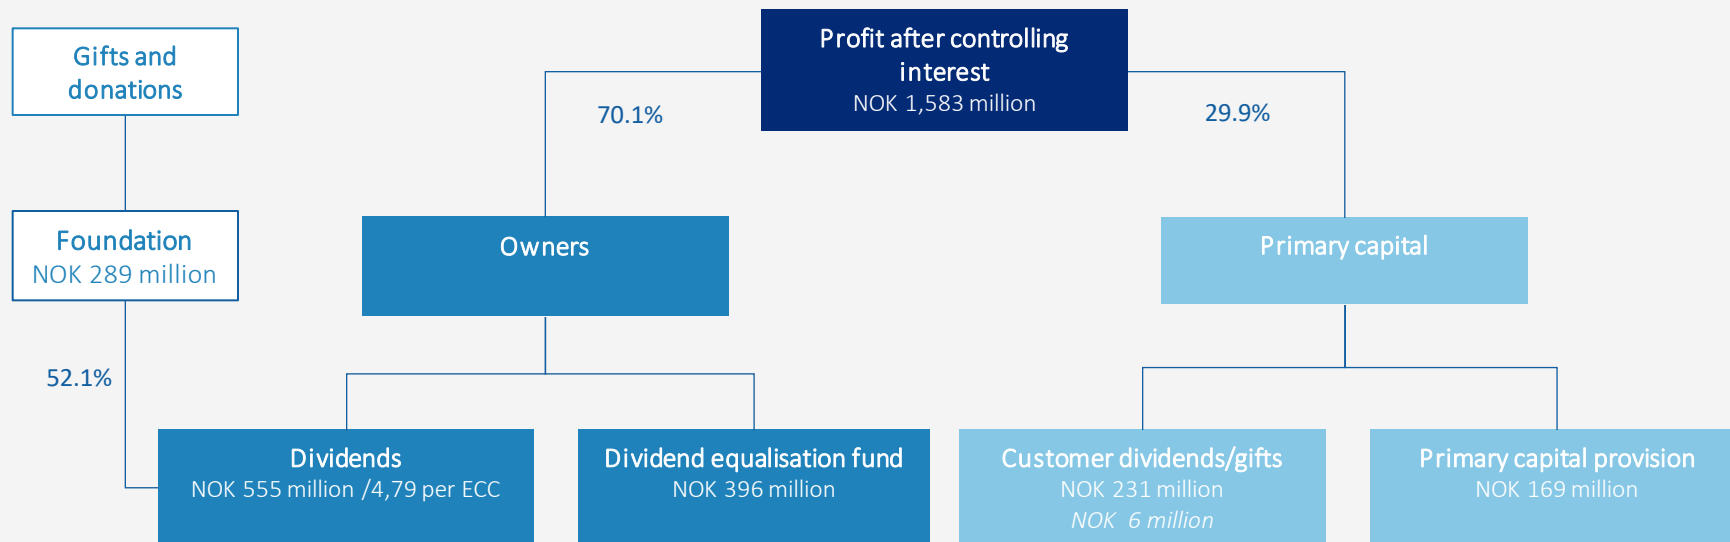 Gifts and
donations
Profit after controlling
interest
NOK 1,583 million
70.1%
29.9%
Foundation
NOK 289 million
Owners
Primary capital
52.1%
Dividends
NOK 555 million /4,79 per ECC
Dividend equalisation fund
NOK 396 million
Customer dividends/gifts
NOK 231 million
NOK 6 million
Primary capital provision
NOK 169 million